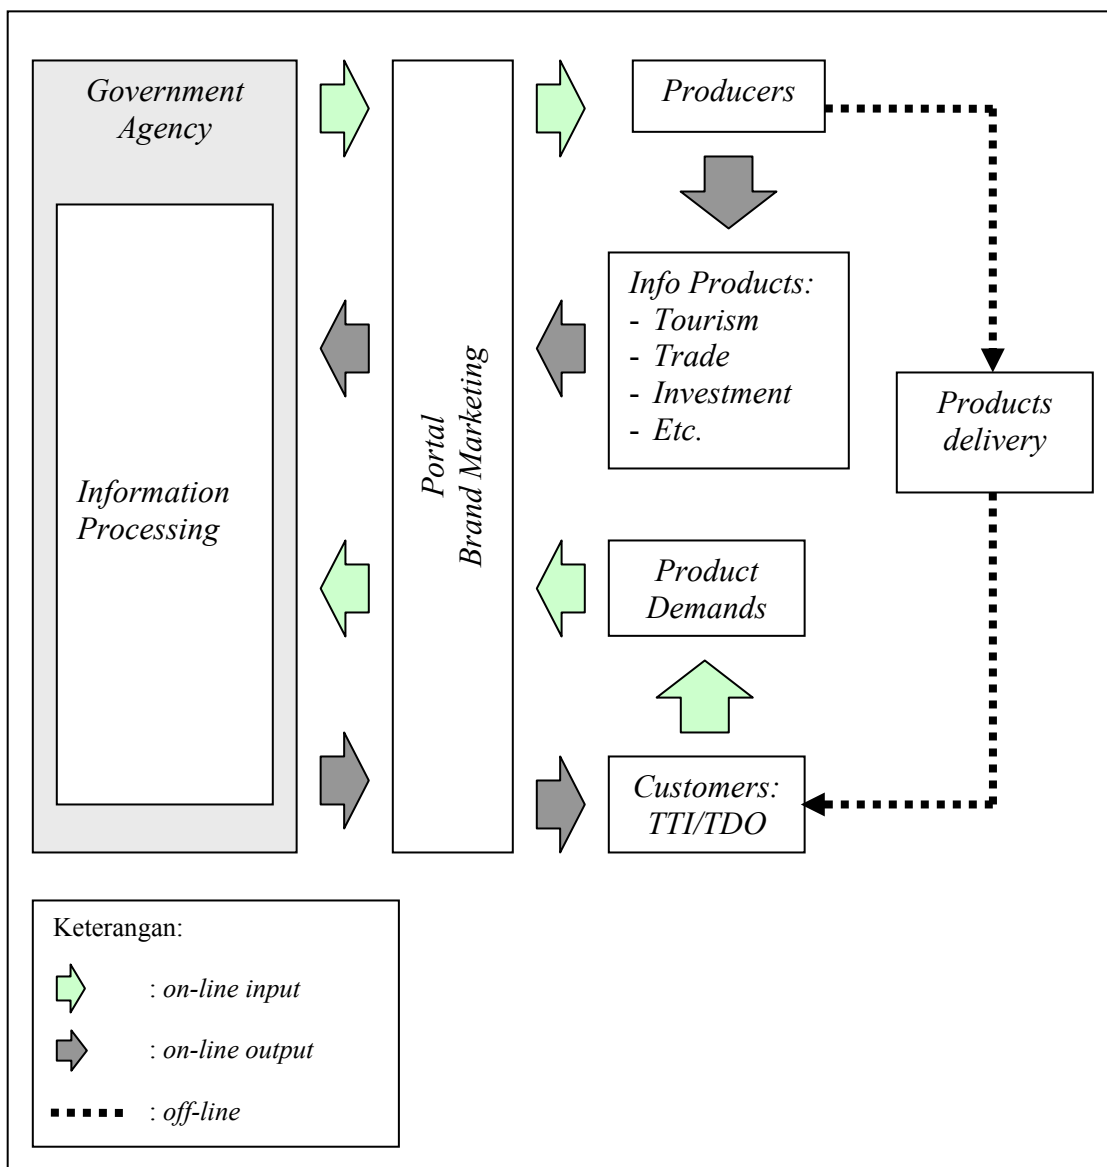 Government
Agency
Information
Processing
Portal
Brand Marketing
Producers
Info Products:
- Tourism
- Trade
- Investment
- Etc.
Products
delivery
Product
Demands
Customers:
TTI/TDO
Keterangan:
: on-line input
: on-line output
: off-line